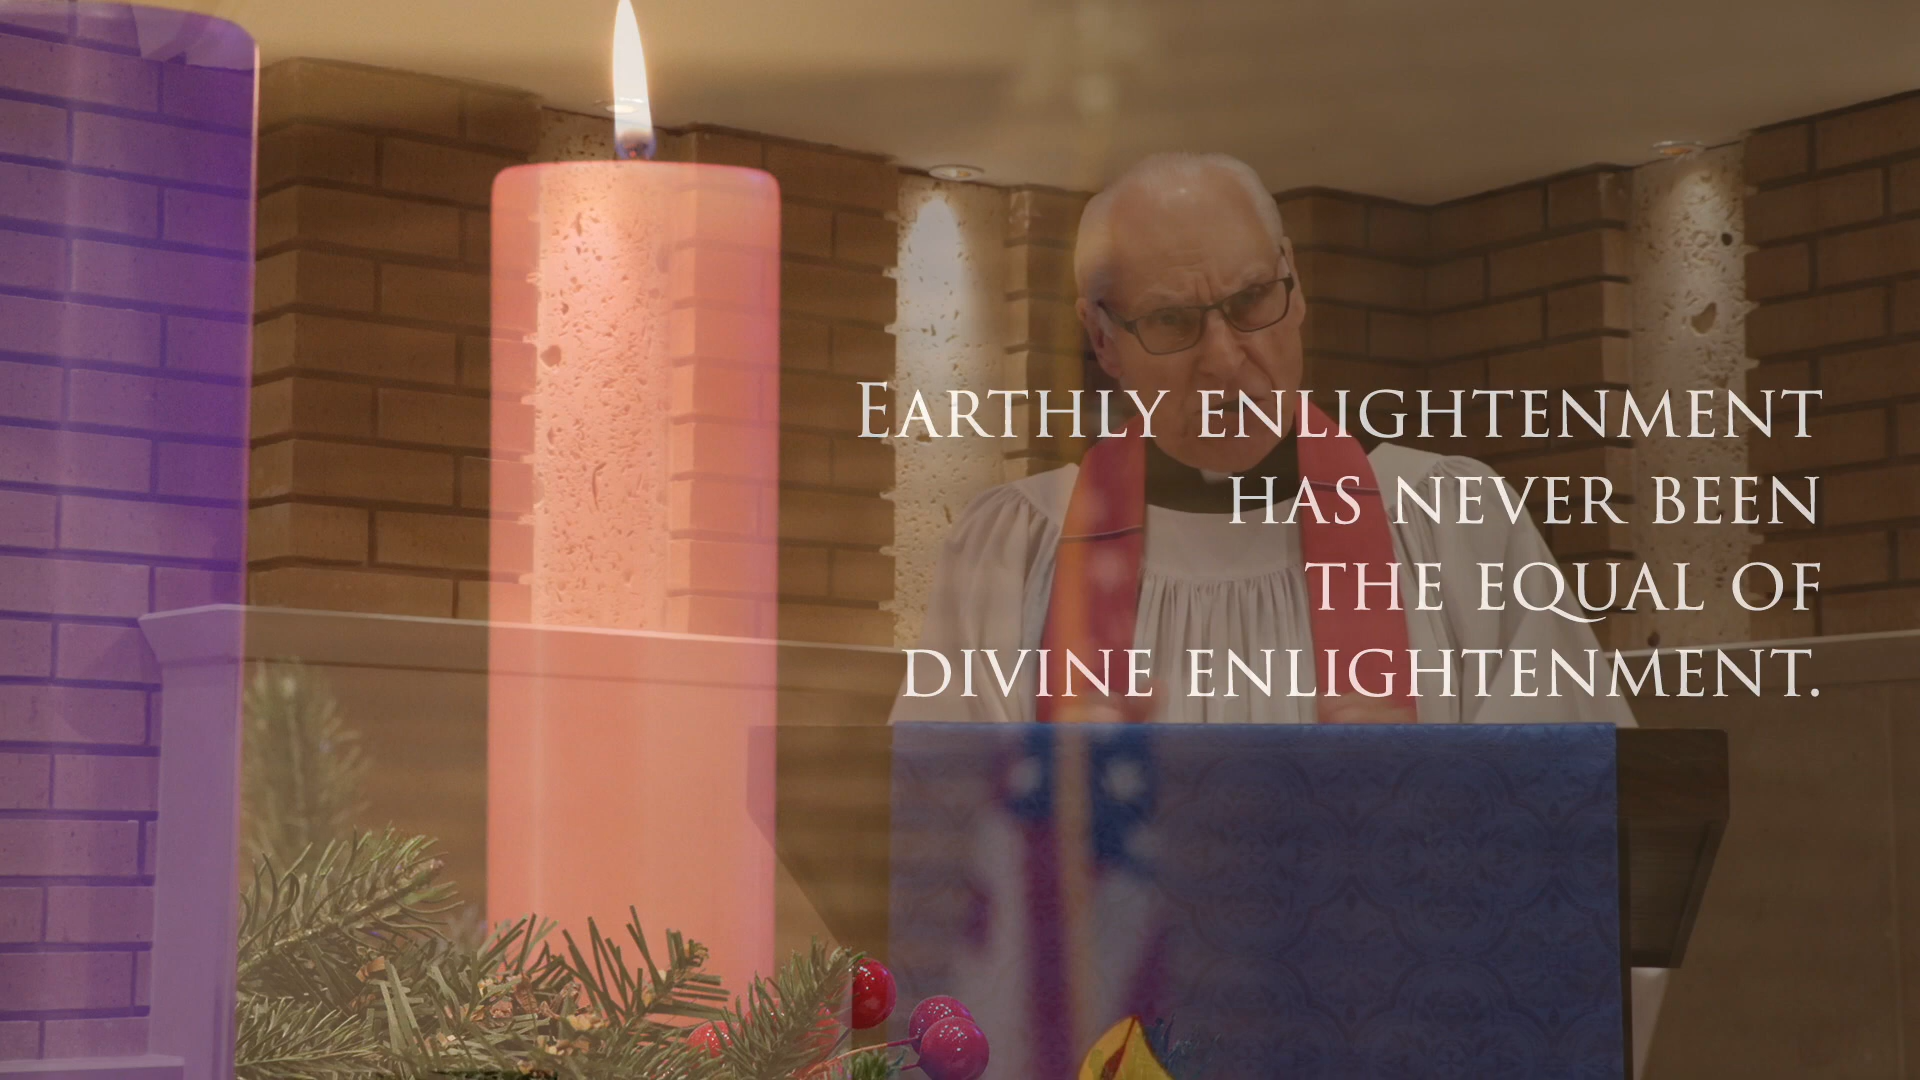 Earthly enlightenment
has never been
the equal of
divine enlightenment.